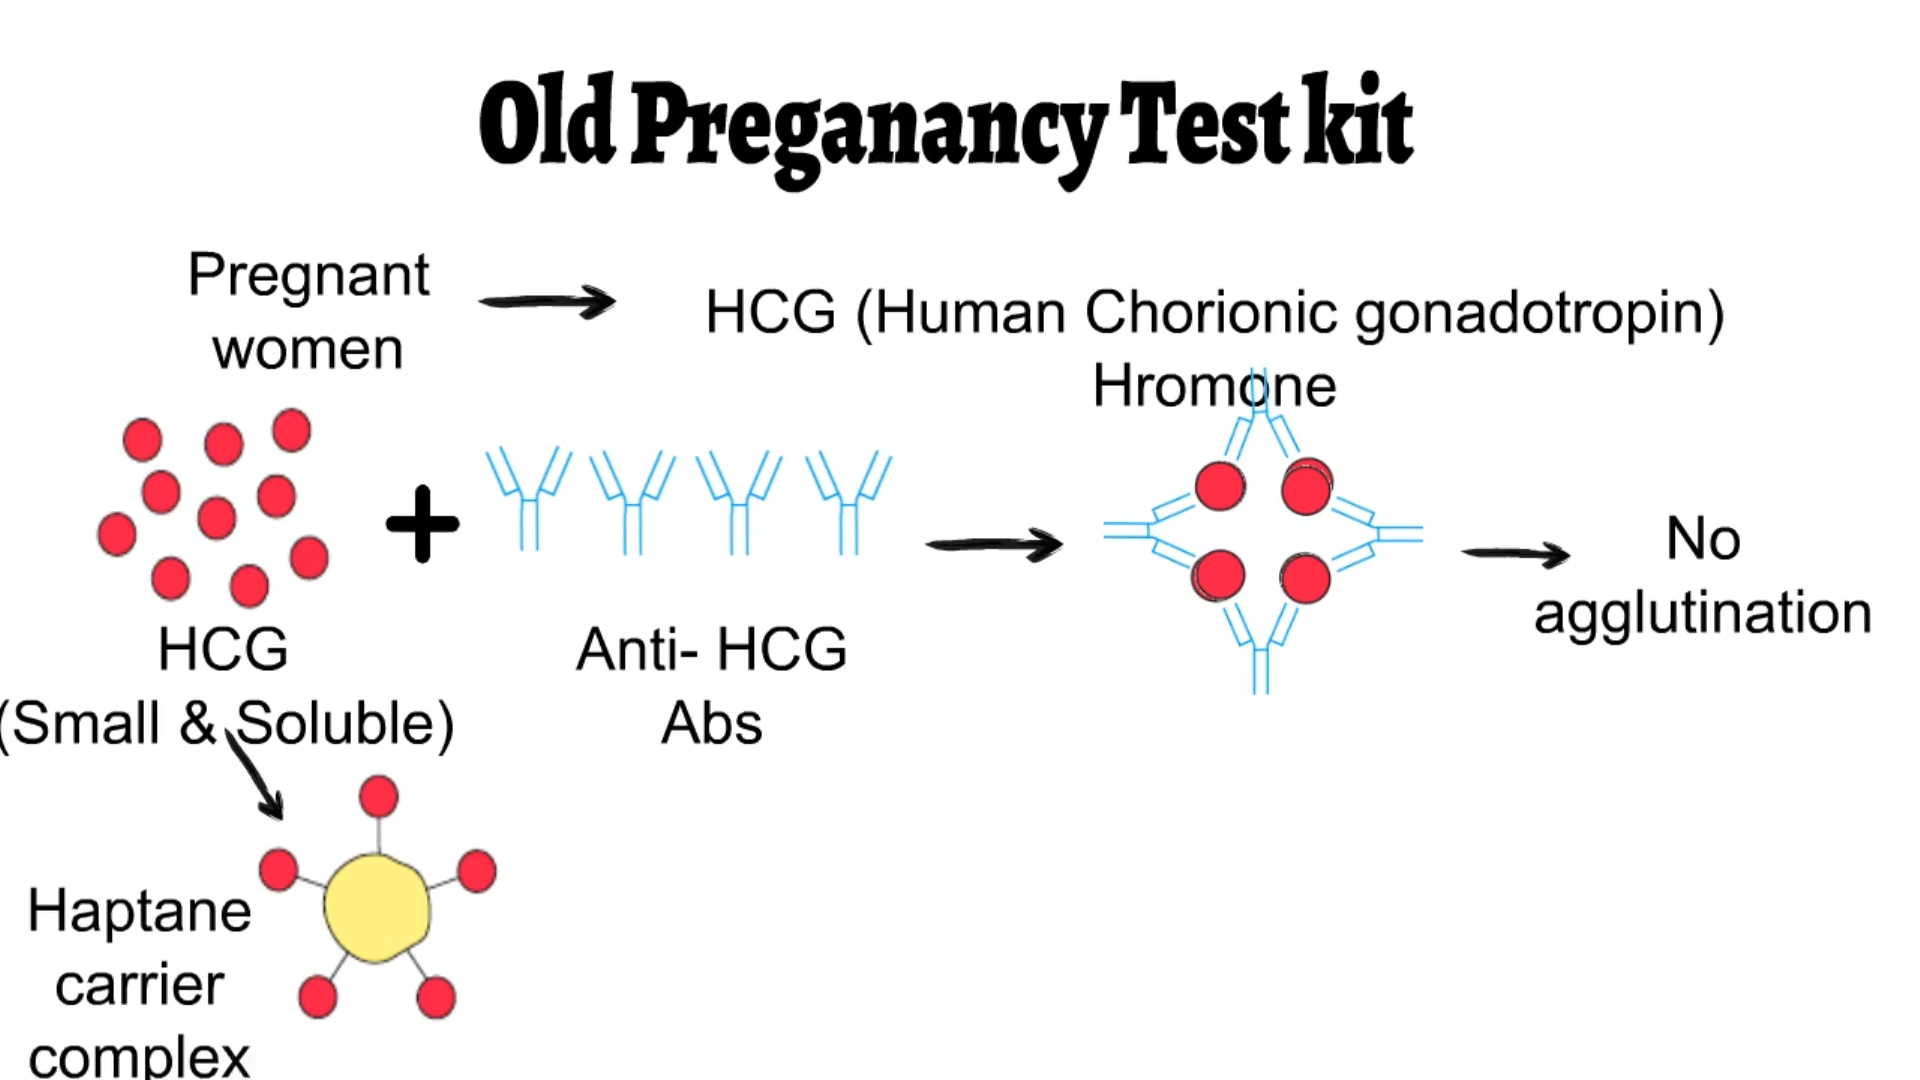 Old Preganancy Test kit
Pregnant
women
HCG (Human Chorionic gonadotropin)
Hromone
HCG
(Small & Soluble)
Anti- HCG
Abs
No
agglutination
Haptane
carrier
complex